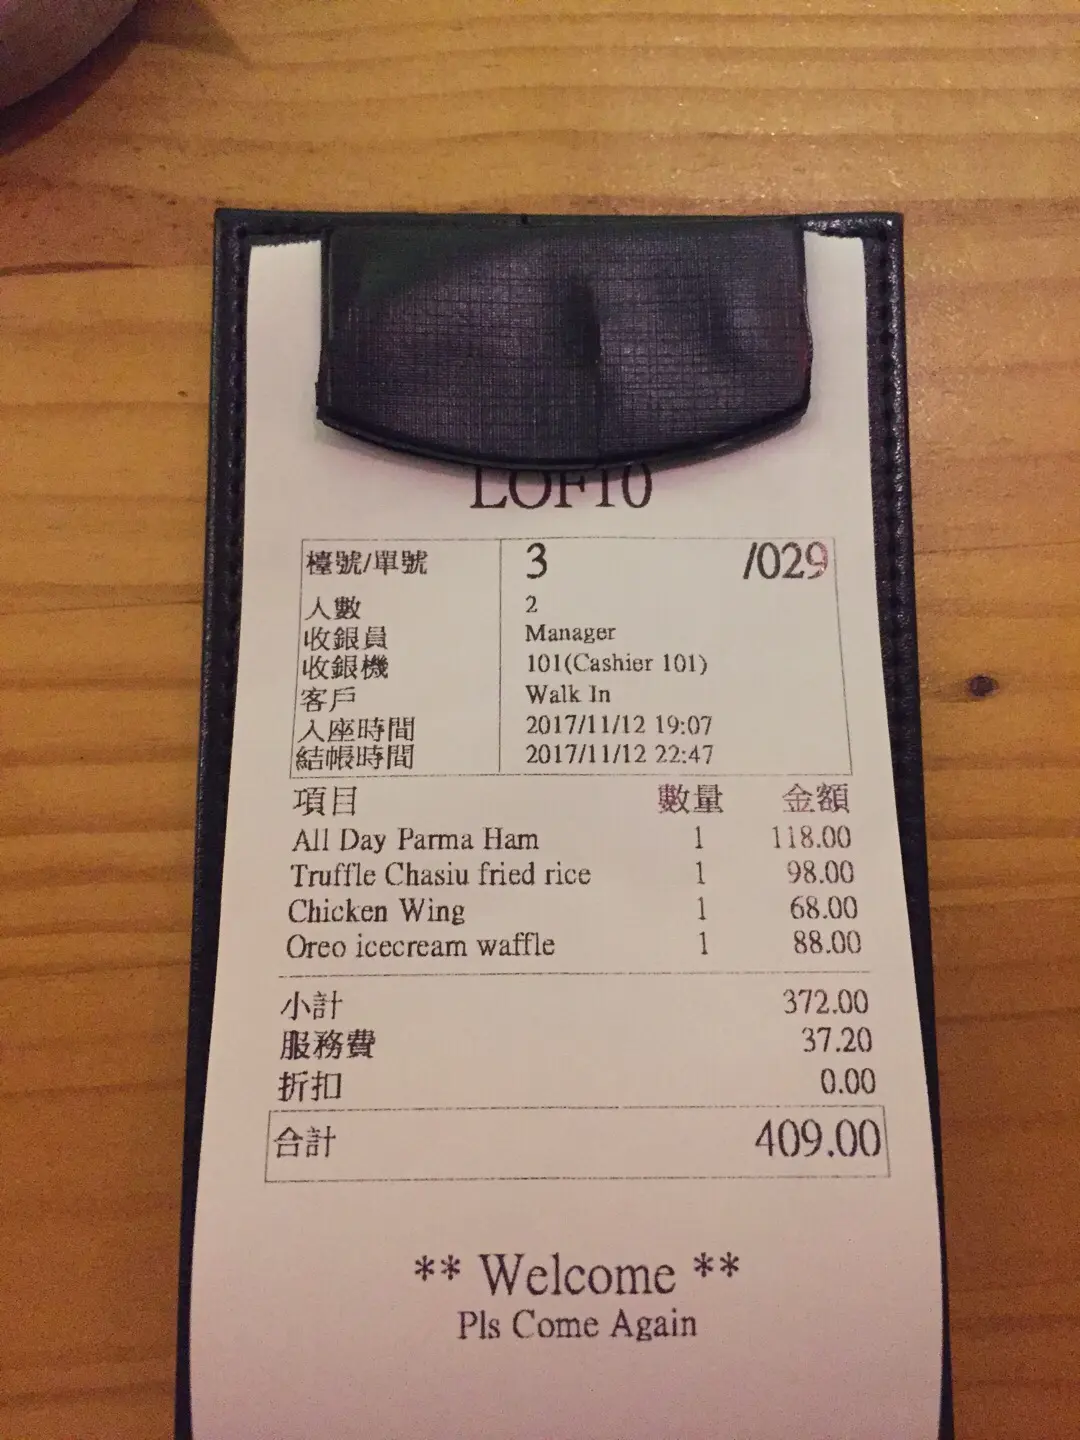 LOF10
檯號/單號 3 /029
人數 2
收銀員 Manager
收銀機 101(Cashier 101)
客戶 Walk In
入座時間 2017/11/12 19:07
結帳時間 2017/11/12 22:47
項目 數量 金額
All Day Parma Ham 1 118.00
Truffle Chasiu fried rice 1 98.00
Chicken Wing 1 68.00
Oreo icecream waffle 1 88.00
小計 372.00
服務費 37.20
折扣 0.00
合計 409.00
** Welcome **
Pls Come Again